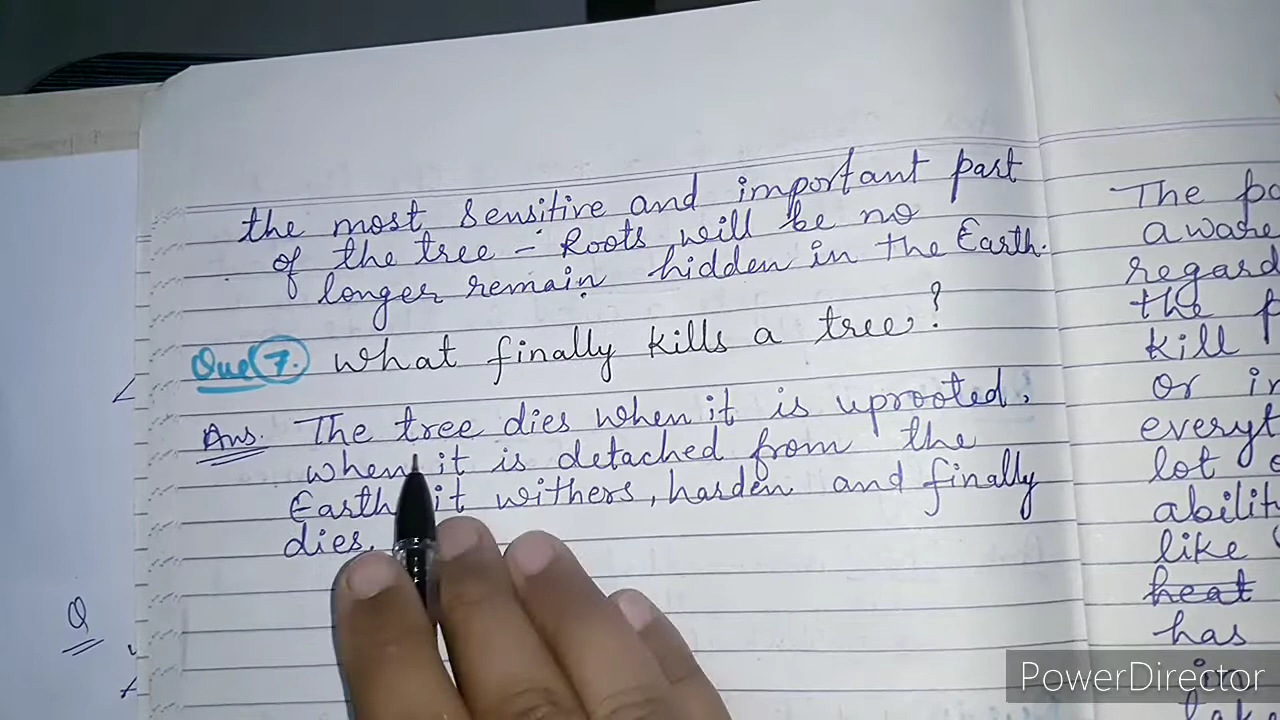 the most sensitive and important part
of the tree - Roots will be no
longer remain hidden in the Earth.
Que 7. What finally kills a tree?
Ans. The tree dies when it is uprooted,
when it is detached from the
Earth it withers, harden and finally
dies.
Q
The
aware
regard
the
kill
or
lot
like
heat
has
PowerDirector